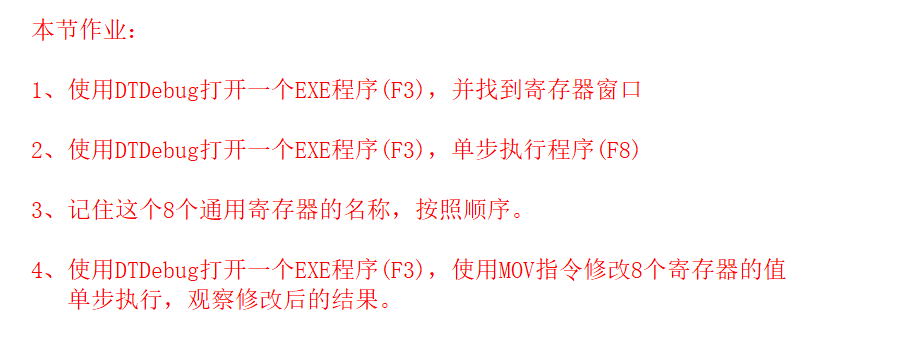 本节作业：
1、使用DTDebug打开一个EXE程序(F3)，并找到寄存器窗口
2、使用DTDebug打开一个EXE程序(F3)，单步执行程序(F8)
3、记住这个8个通用寄存器的名称，按照顺序。
4、使用DTDebug打开一个EXE程序(F3)，使用MOV指令修改8个寄存器的值
单步执行，观察修改后的结果。